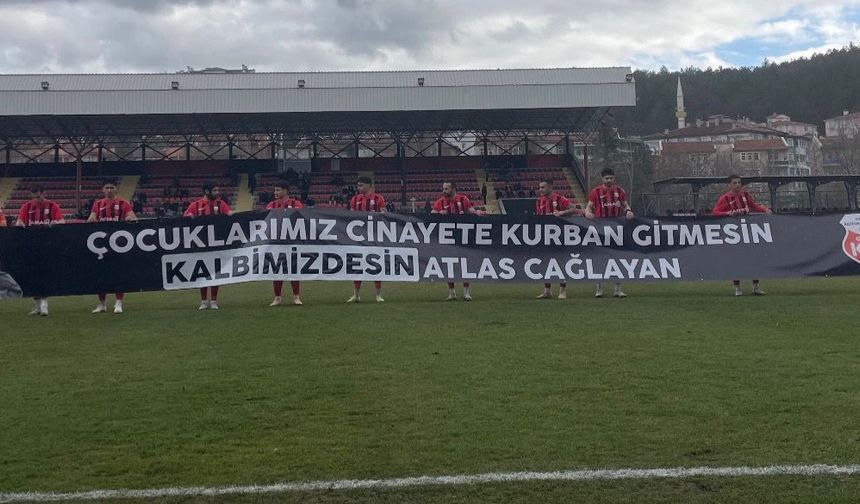 ÇOCUKLARIMIZ CİNAYETE KURBAN GİTMESİN
KALBİMİZDESİN ATLAS ÇAĞLAYAN